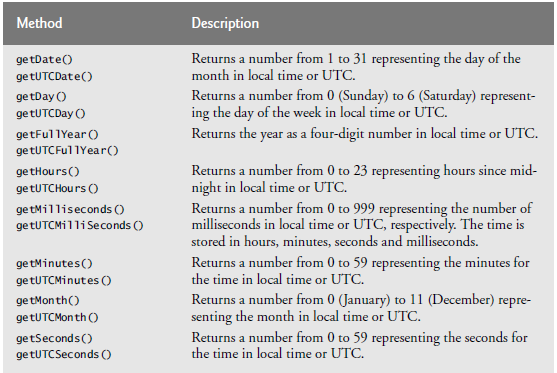 Method Description
getDate() Returns a number from 1 to 31 representing the day of the
getUTCDate() month in local time or UTC.
getDay() Returns a number from 0 (Sunday) to 6 (Saturday) represent-
getUTCDay() ing the day of the week in local time or UTC.
getFullYear() Returns the year as a four-digit number in local time or UTC.
getUTCFullYear()
getHours() Returns a number from 0 to 23 representing hours since mid-
getUTCHours() night in local time or UTC.
getMilliseconds() Returns a number from 0 to 999 representing the number of
getUTCMilliSeconds() milliseconds in local time or UTC, respectively. The time is
stored in hours, minutes, seconds and milliseconds.
getMinutes() Returns a number from 0 to 59 representing the minutes for
getUTCMinutes() the time in local time or UTC.
getMonth() Returns a number from 0 (January) to 11 (December) repre-
getUTCMonth() senting the month in local time or UTC.
getSeconds() Returns a number from 0 to 59 representing the seconds for
getUTCSeconds() the time in local time or UTC.